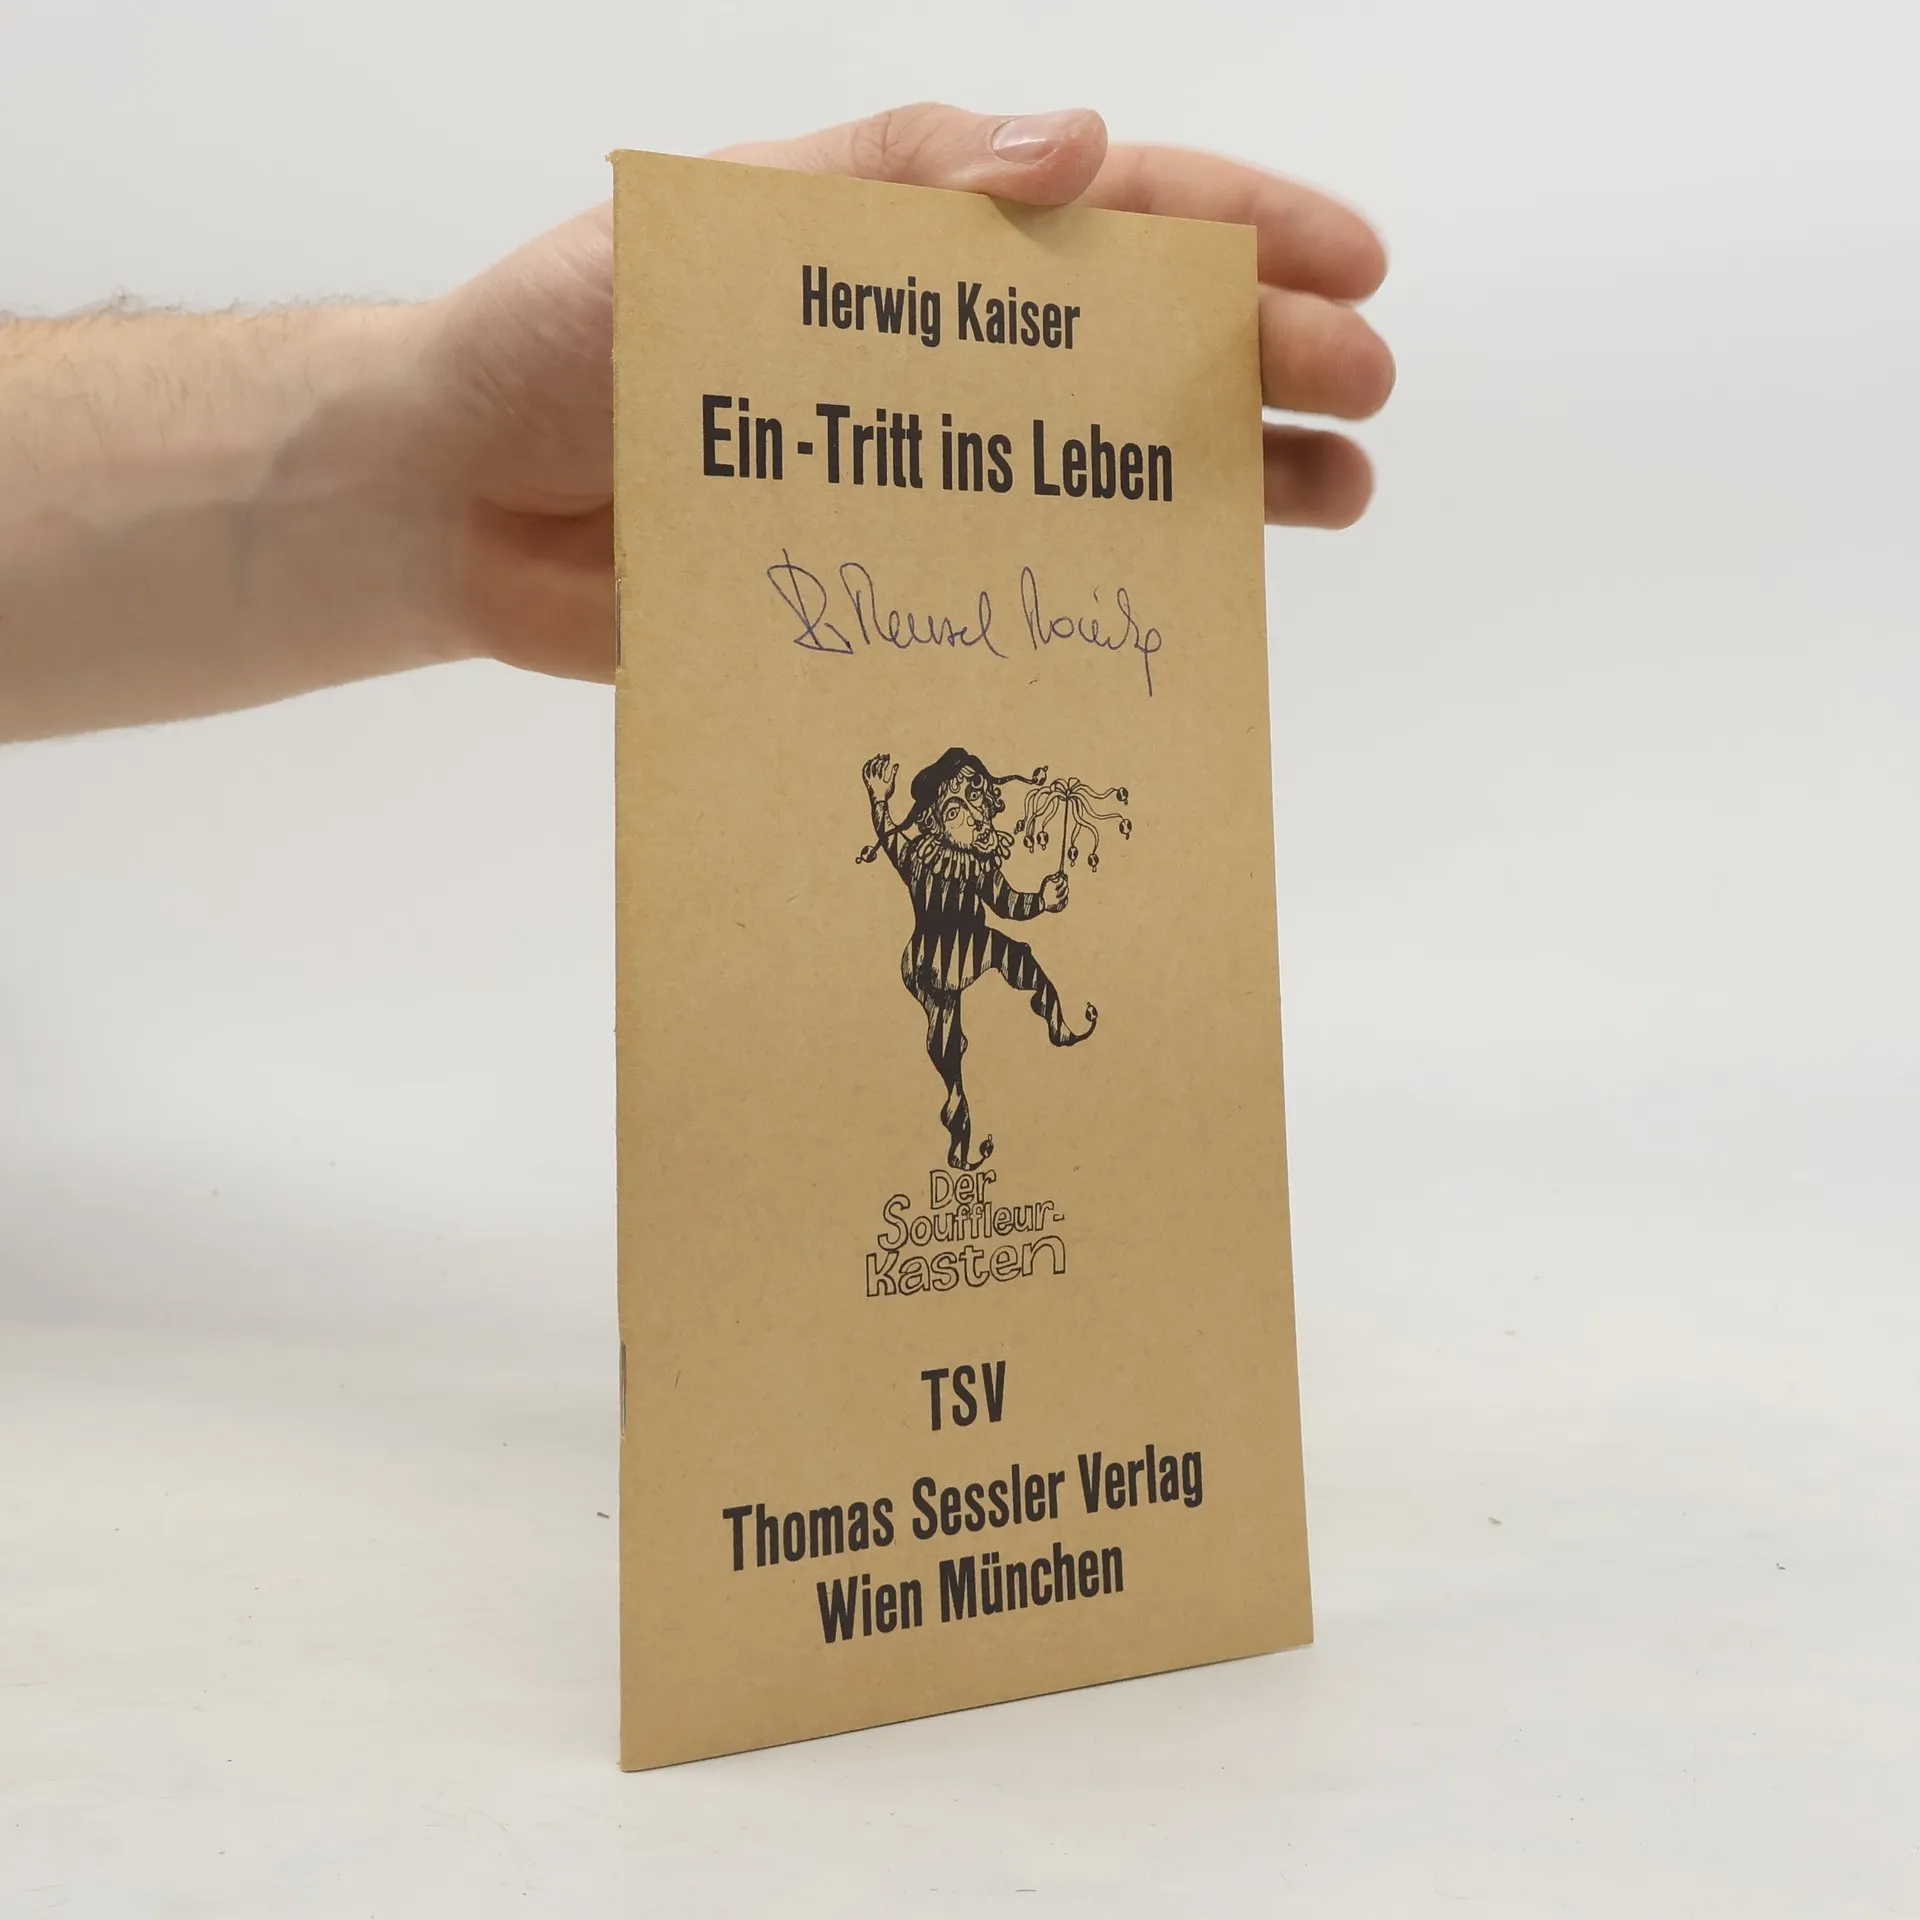 Herwig Kaiser
Ein-Tritt ins Leben
Der
Souffleur-
Kasten
TSV
Thomas Sessler Verlag
Wien München